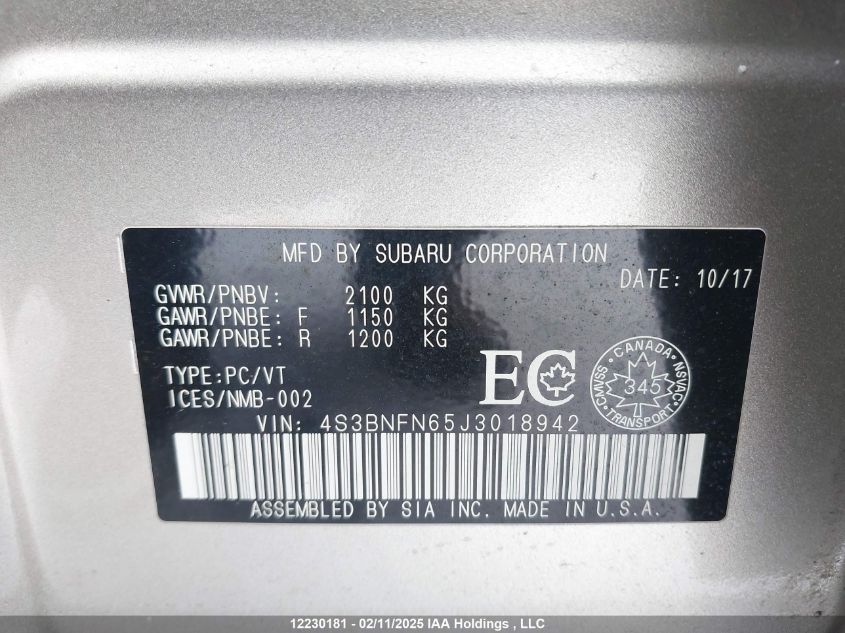 MFD BY SUBARU CORPORATION
DATE: 10/17
GVWR/PNBV: 2100 KG
GAWR/PNBE: F 1150 KG
GAWR/PNBE: R 1200 KG
TYPE:PC/VT
ICES/NMB-002
EC
CANADA
CMVSS 345 NSVAC
TRANSPORT
VIN: 4S3BNFN65J3018942
ASSEMBLED BY SIA INC. MADE IN U.S.A.
12230181 - 02/11/2025 IAA Holdings , LLC